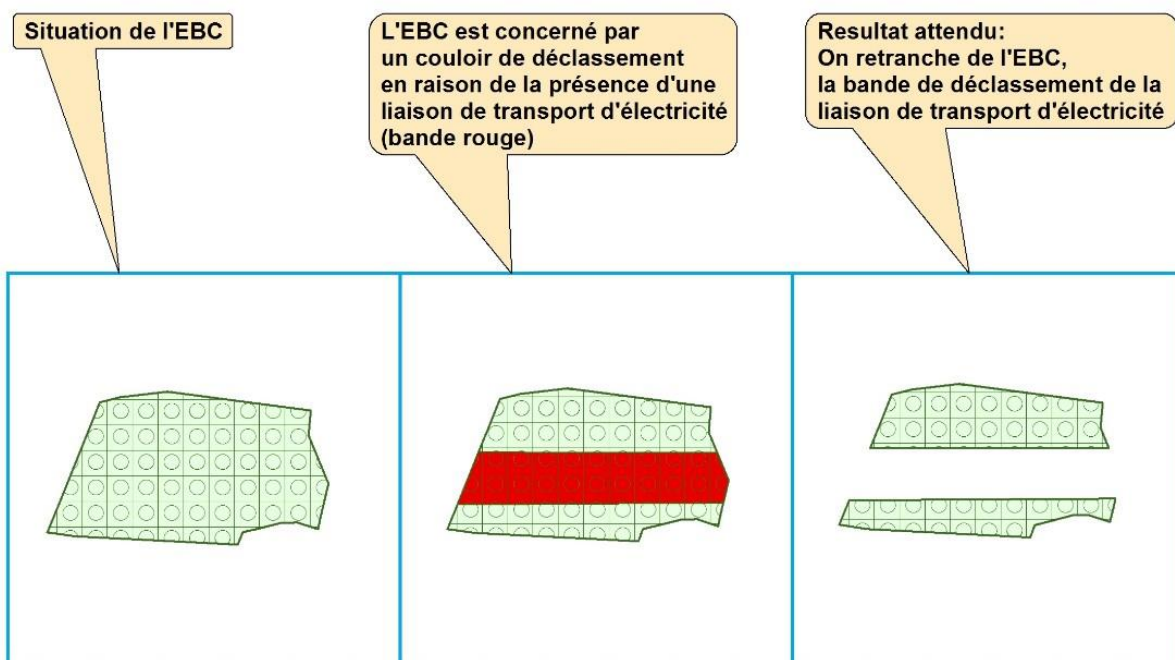 Situation de l'EBC
L'EBC est concerné par
un couloir de déclassement
en raison de la présence d'une
liaison de transport d'électricité
(bande rouge)
Resultat attendu:
On retranche de l'EBC,
la bande de déclassement de la
liaison de transport d'électricité